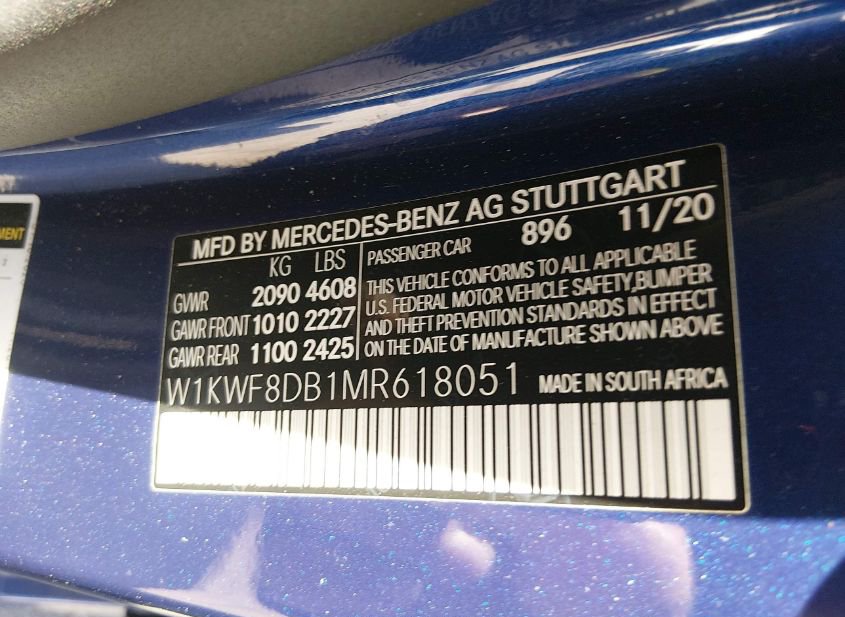 MENT
MFD BY MERCEDES-BENZ AG STUTTGART
KG LBS
GVWR 2090 4608
GAWR FRONT 1010 2227
GAWR REAR 1100 2425
PASSENGER CAR 896 11/20
THIS VEHICLE CONFORMS TO ALL APPLICABLE
U.S. FEDERAL MOTOR VEHICLE SAFETY, BUMPER
AND THEFT PREVENTION STANDARDS IN EFFECT
ON THE DATE OF MANUFACTURE SHOWN ABOVE
W1KWF8DB1MR618051 MADE IN SOUTH AFRICA